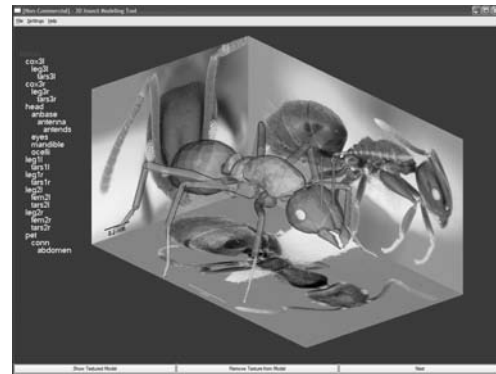 [Non Commercial] - 3D Insect Modeling Tool
File Settings Help
cox3l
leg3l
tars3l
cox3r
leg3r
tars3r
head
anbase
antenna
antends
eyes
mandible
ocelli
leg1l
tars1l
leg1r
tars1r
leg2l
fem2l
tars2l
leg2r
fem2r
tars2r
pet
conn
abdomen
Show Textured Model
Remove Texture from Model
Next